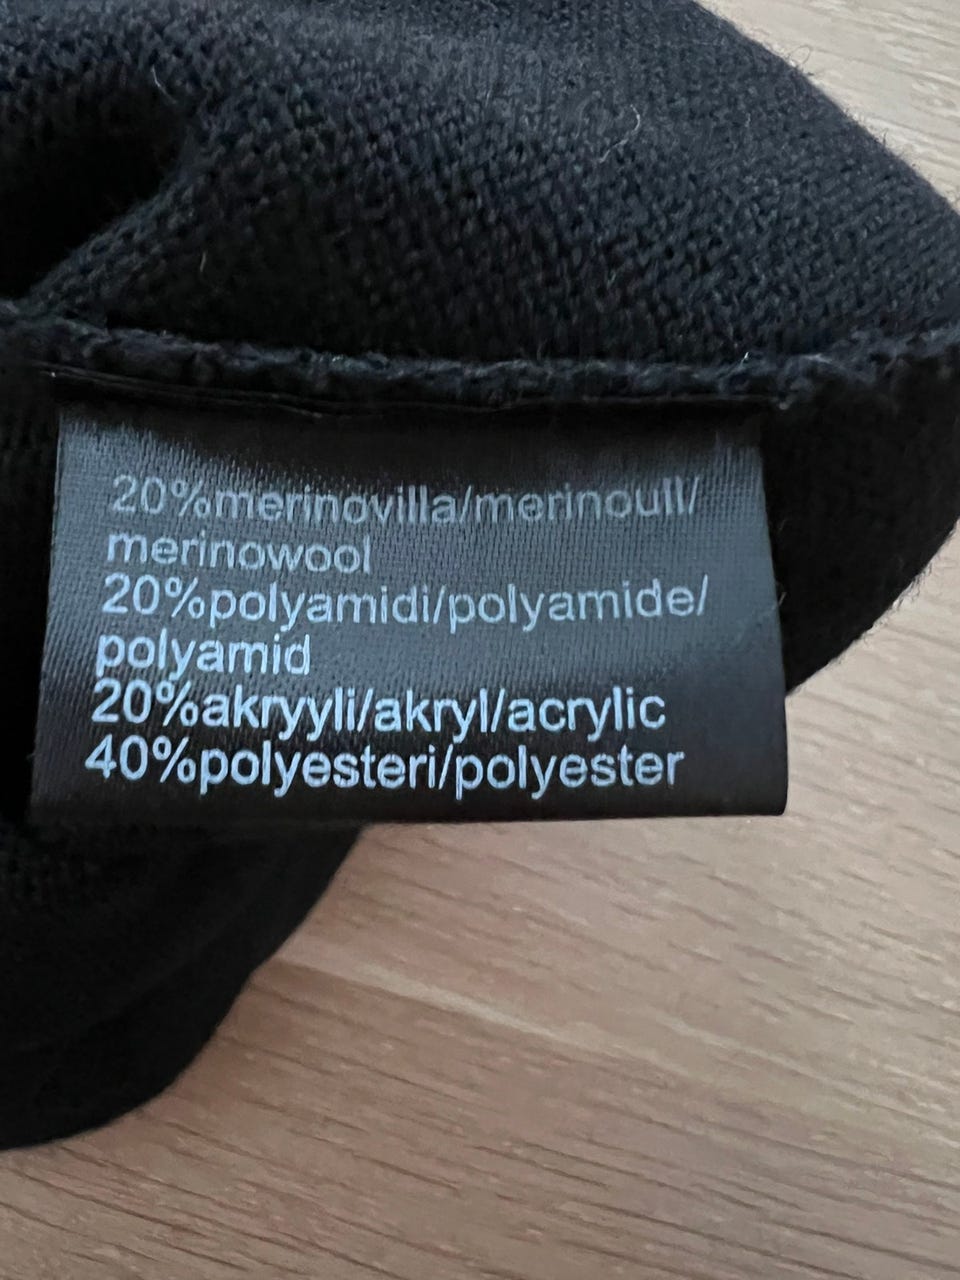 20%merinovilla/merinoull/
merinowool
20%polyamidi/polyamide/
polyamid
20%akryyli/akryl/acrylic
40%polyesteri/polyester